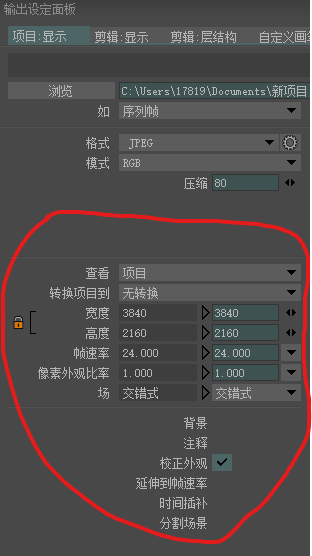 输出设定面板
项目:显示 剪辑:显示 剪辑:层结构 自定义画
浏览 C:\Users\17819\Documents\新项目
如 序列帧
格式 JPEG
模式 RGB
压缩 80
查看 项目
转换项目到 无转换
宽度 3840 3840
高度 2160 2160
帧速率 24.000 24.000
像素外观比率 1.000 1.000
场 交错式 交错式
背景
注释
校正外观
延伸到帧速率
时间插补
分割场景